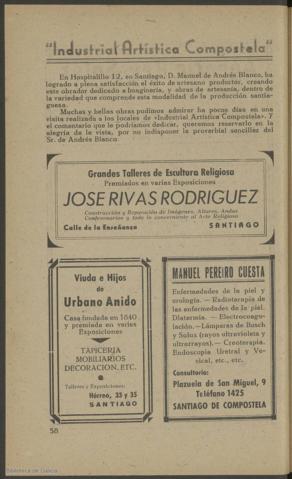 "Industrial Artística Compostela"
En Hospitalillo 12, en Santiago, D. Manuel de Andrés Blanco, ha
logrado a plena satisfacción el éxito de artesano productor, creando
este obrador dedicado a Imaginería, y obras de artesanía, dentro de
la variedad que comprende esta modalidad de la producción santia-
guesa.
Muchas y bellas obras pudimos admirar ha pocos días en una
visita realizada a los locales de «Industrial Artística Compostela». Y
el comentario que le podríamos dedicar, queremos reservarlo en la
alegría de la vista, por no indisponer la proverbial sencillez del
Sr. de Andrés Blanco.
Grandes Talleres de Escultura Religiosa
Premiados en varias Exposiciones
JOSE RIVAS RODRIGUEZ
Construcción y Reparación de Imágenes, Altares, Andas
Confesonarios y todo lo concerniente al Arte Religioso
Calle de la Enseñanza SANTIAGO
Viuda e Hijos
de
Urbano Anido
Casa fundada en 1840
y premiada en varias
Exposiciones
TAPICERIA
MOBILIARIOS
DECORACION, ETC.
Talleres y Exposiciones:
Hórreo, 33 y 35
SANTIAGO
MANUEL PEREIRO CUESTA
Enfermedades de la piel y
urología. — Radioterapia de
las enfermedades de la piel.
Diatermia. — Electrocoagu-
lación. — Lámparas de Busch
y Solux (rayos ultravioleta y
ultrarrayos). — Crooterapia.
Endoscopia Uretral y Ve-
sical, etc., etc.
Consultorio:
Plazuela de San Miguel, 9
Teléfono 1425
SANTIAGO DE COMPOSTELA
58
Biblioteca de Galicia